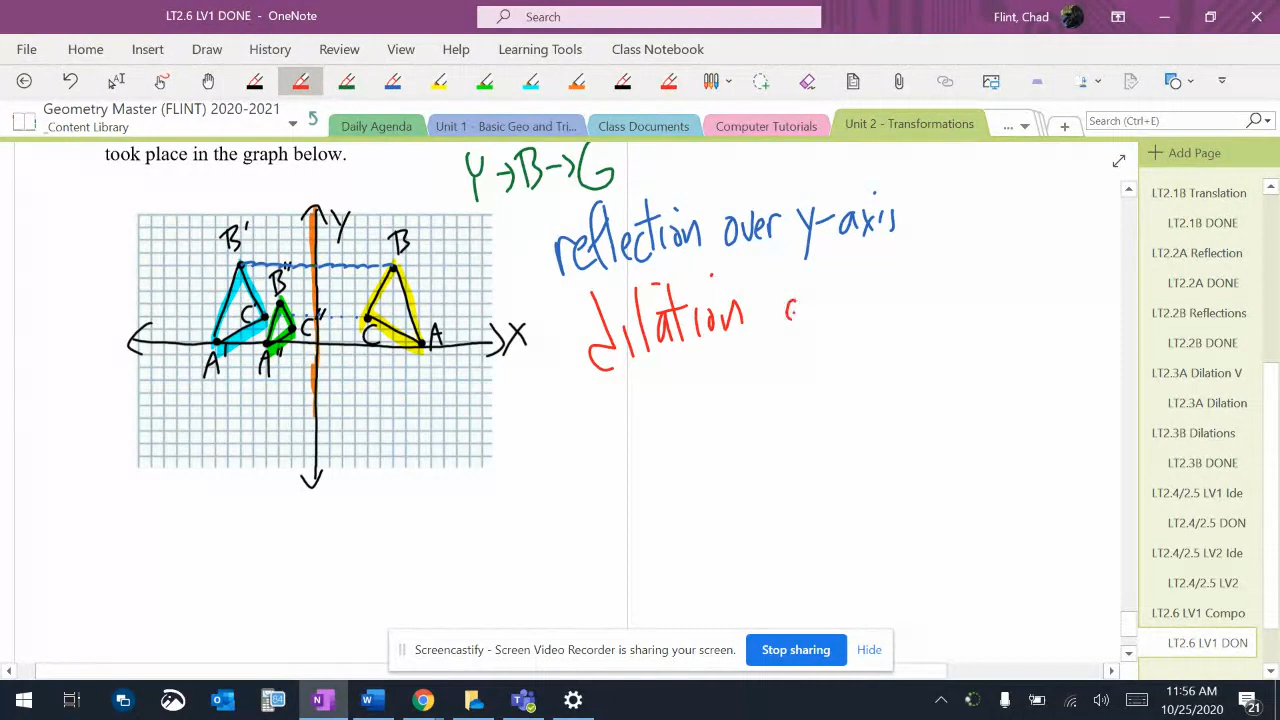 LT2.6 LV1 DONE - OneNote
Search
Flint, Chad
File Home Insert Draw History Review View Help Learning Tools Class Notebook
Geometry Master (FLINT) 2020-2021
_Content Library
Daily Agenda
Unit 1 - Basic Geo and Tri...
Class Documents
Computer Tutorials
Unit 2 - Transformations
...
Search (Ctrl+E)
Add Page
took place in the graph below.
Y→B→G
reflection over y-axis
dilation
Y
B'
B
B"
C'
C"
C
A
X
A'
A"
LT2.1B Translation
LT2.1B DONE
LT2.2A Reflection
LT2.2A DONE
LT2.2B Reflections
LT2.2B DONE
LT2.3A Dilation V
LT2.3A Dilation
LT2.3B Dilations
LT2.3B DONE
LT2.4/2.5 LV1 Ide
LT2.4/2.5 DON
LT2.4/2.5 LV2 Ide
LT2.4/2.5 LV2
LT2.6 LV1 Compo
LT2.6 LV1 DON
Screencastify - Screen Video Recorder is sharing your screen.
Stop sharing
Hide
11:56 AM
10/25/2020
21